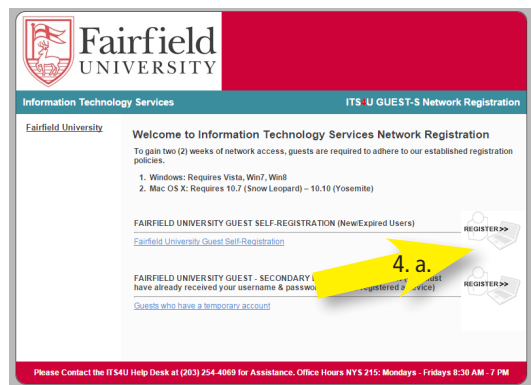 Fairfield
UNIVERSITY
Information Technology Services
ITS4U GUEST-S Network Registration
Fairfield University
Welcome to Information Technology Services Network Registration
To gain two (2) weeks of network access, guests are required to adhere to our established registration
policies.
1. Windows: Requires Vista, Win7, Win8
2. Mac OS X: Requires 10.7 (Snow Leopard) – 10.10 (Yosemite)
FAIRFIELD UNIVERSITY GUEST SELF-REGISTRATION (New/Expired Users)
REGISTER>>
Fairfield University Guest Self-Registration
4. a.
FAIRFIELD UNIVERSITY GUEST - SECONDARY
have already received your username & registered a device)
REGISTER>>
Guests who have a temporary account
Please Contact the ITS4U Help Desk at (203) 254-4069 for Assistance. Office Hours NYS 215: Mondays - Fridays 8:30 AM - 7 PM